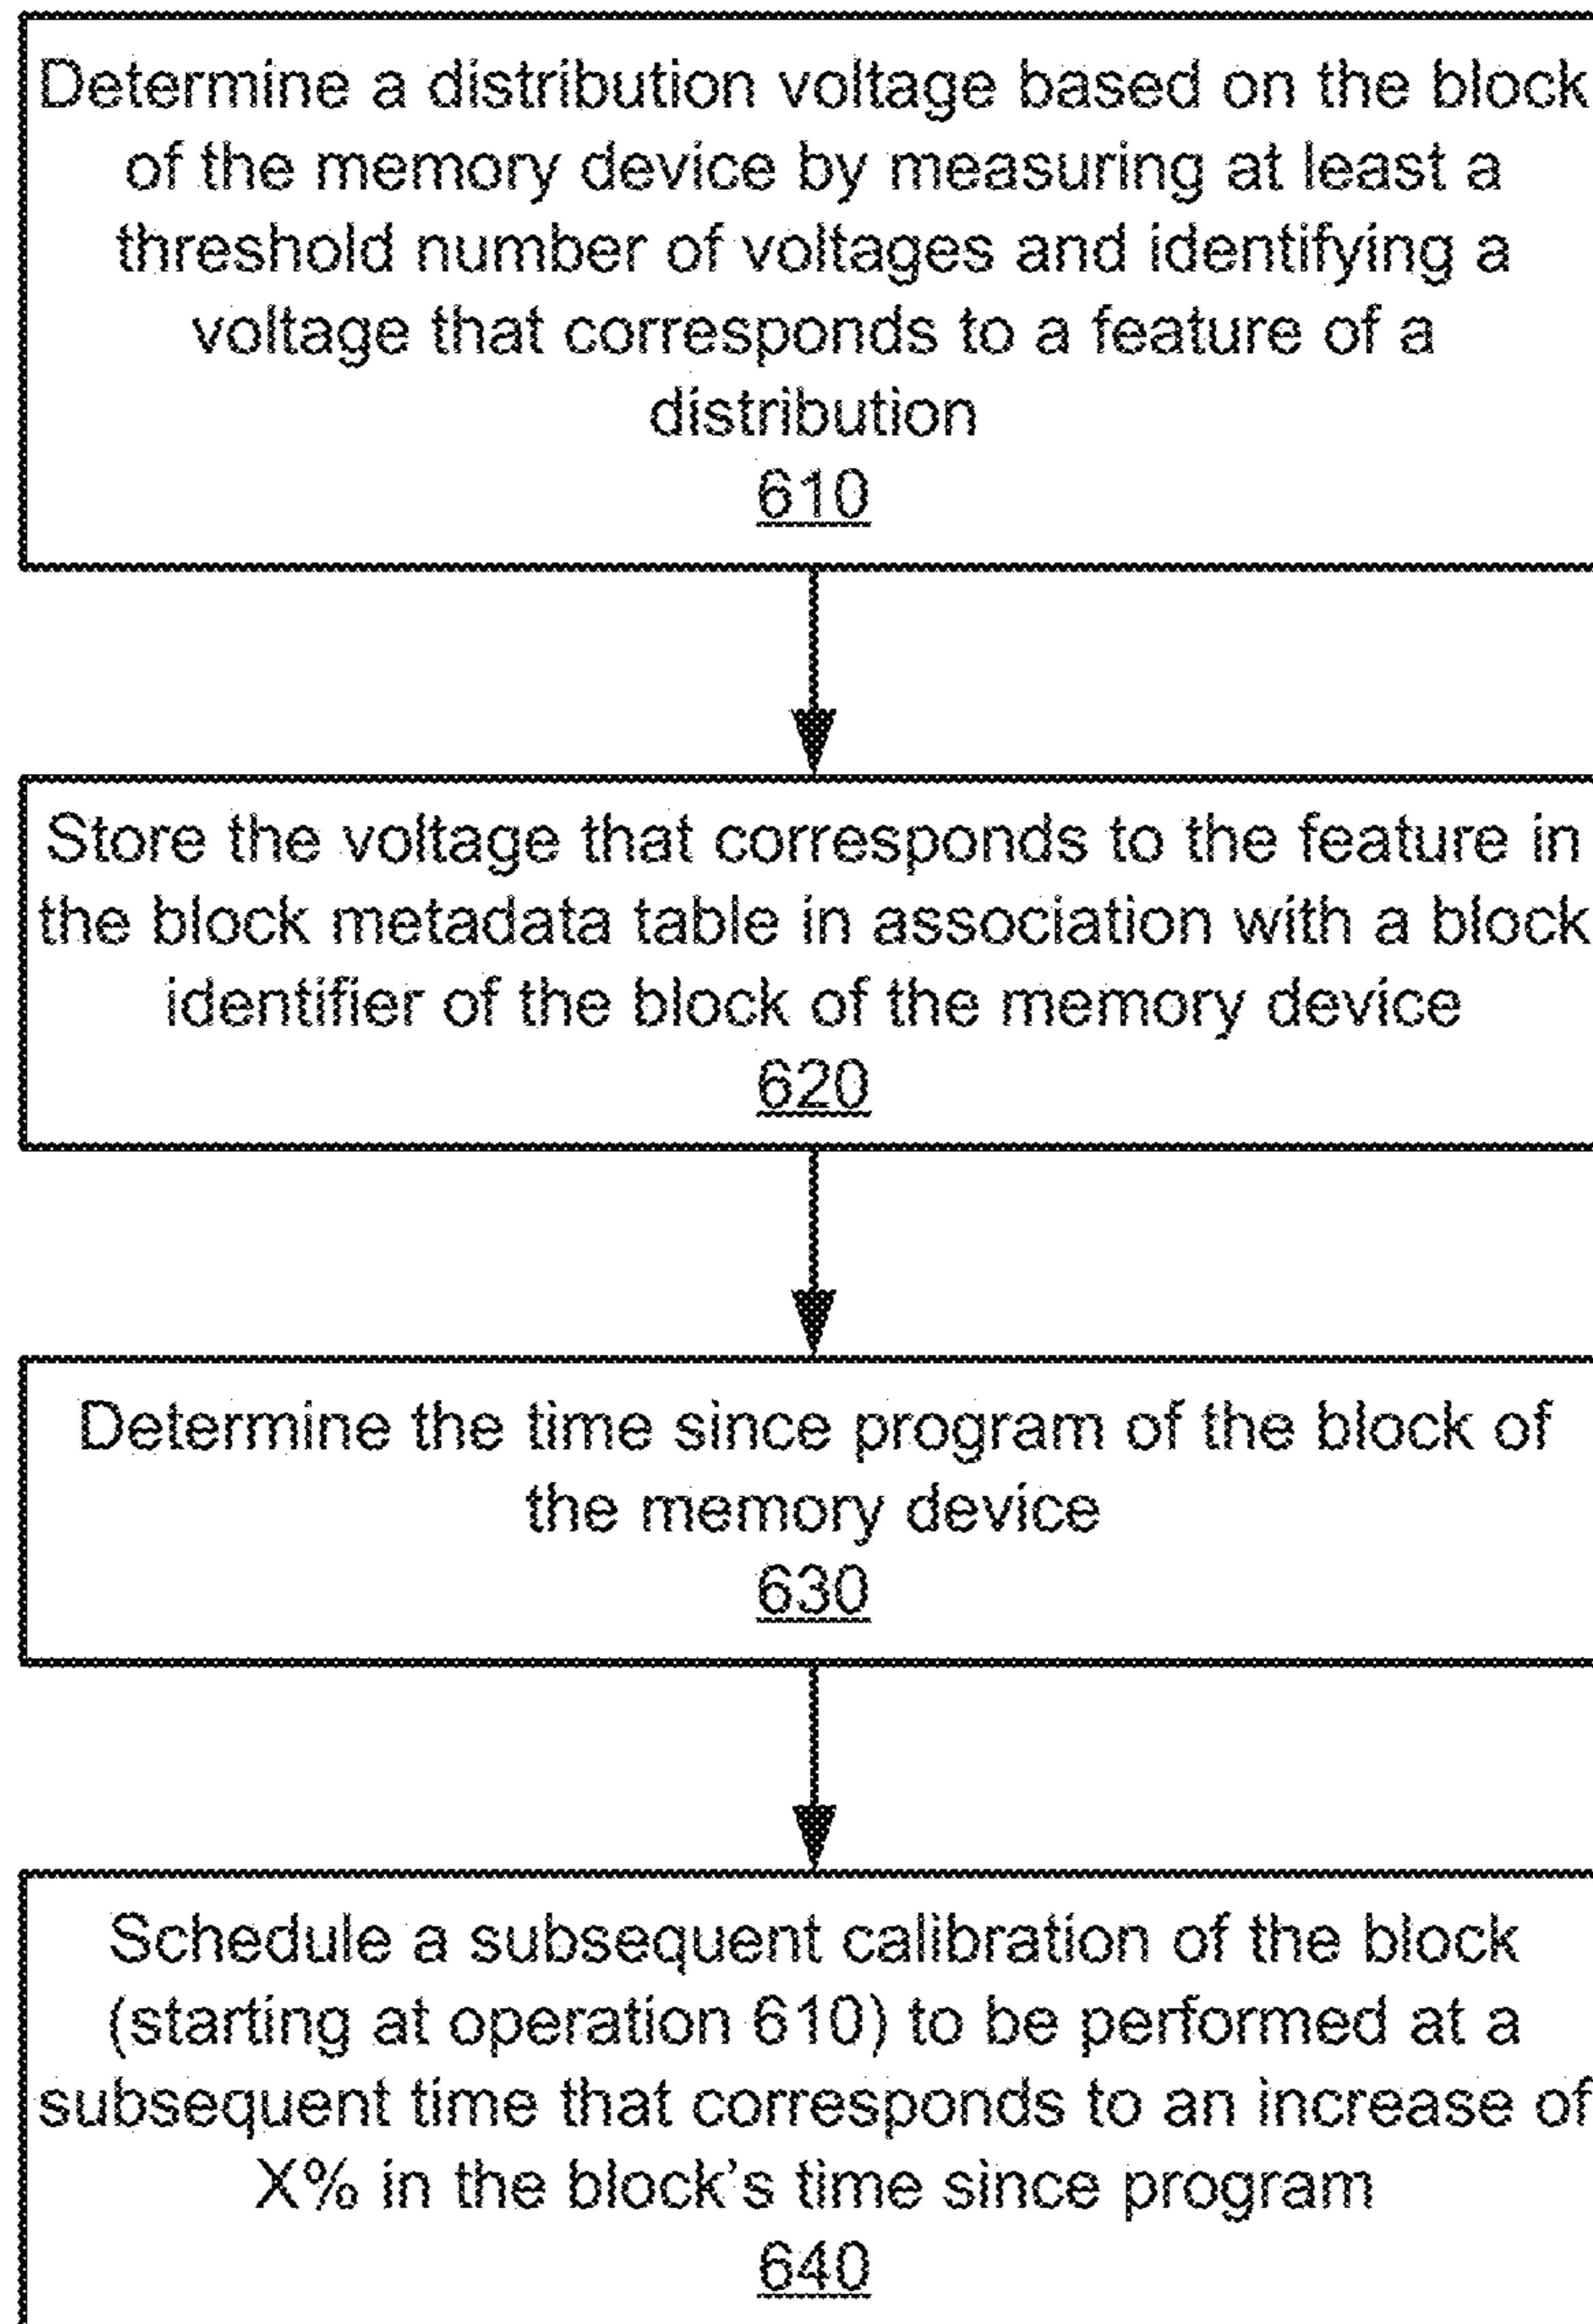 Determine a distribution voltage based on the block
of the memory device by measuring at least a
threshold number of voltages and identifying a
voltage that corresponds to a feature of a
distribution
610
Store the voltage that corresponds to the feature in
the block metadata table in association with a block
identifier of the block of the memory device
620
Determine the time since program of the block of
the memory device
630
Schedule a subsequent calibration of the block
(starting at operation 610) to be performed at a
subsequent time that corresponds to an increase of
X% in the block's time since program
640